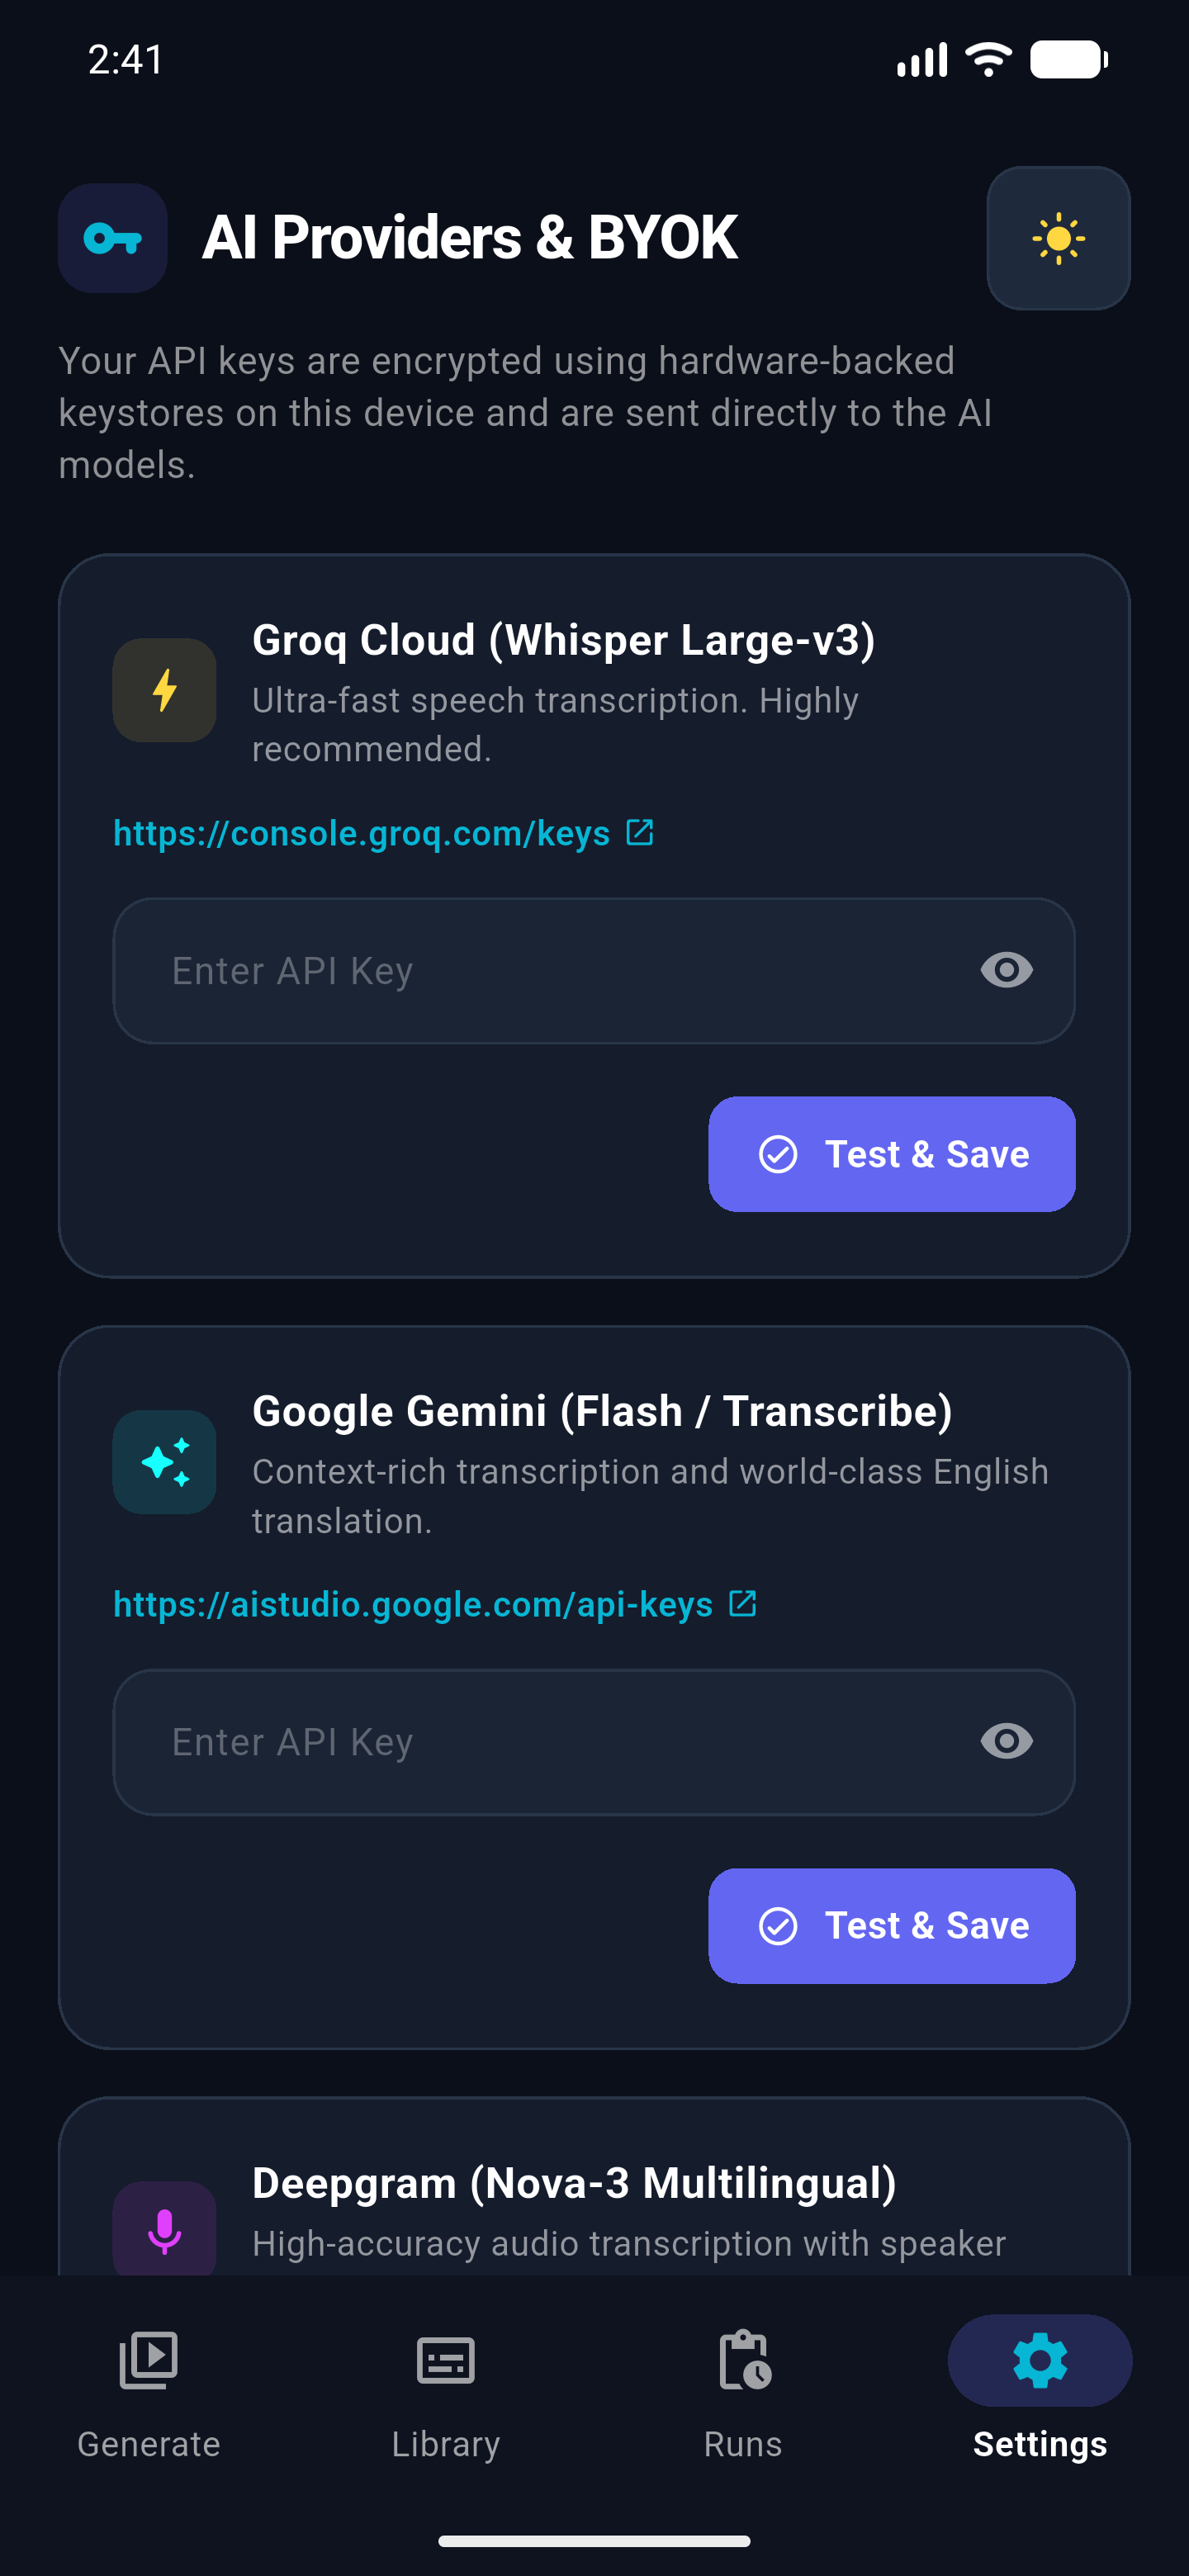 2:41
AI Providers & BYOK
Your API keys are encrypted using hardware-backed
keystores on this device and are sent directly to the AI
models.
Groq Cloud (Whisper Large-v3)
Ultra-fast speech transcription. Highly
recommended.
https://console.groq.com/keys
Enter API Key
Test & Save
Google Gemini (Flash / Transcribe)
Context-rich transcription and world-class English
translation.
https://aistudio.google.com/api-keys
Enter API Key
Test & Save
Deepgram (Nova-3 Multilingual)
High-accuracy audio transcription with speaker
Generate
Library
Runs
Settings